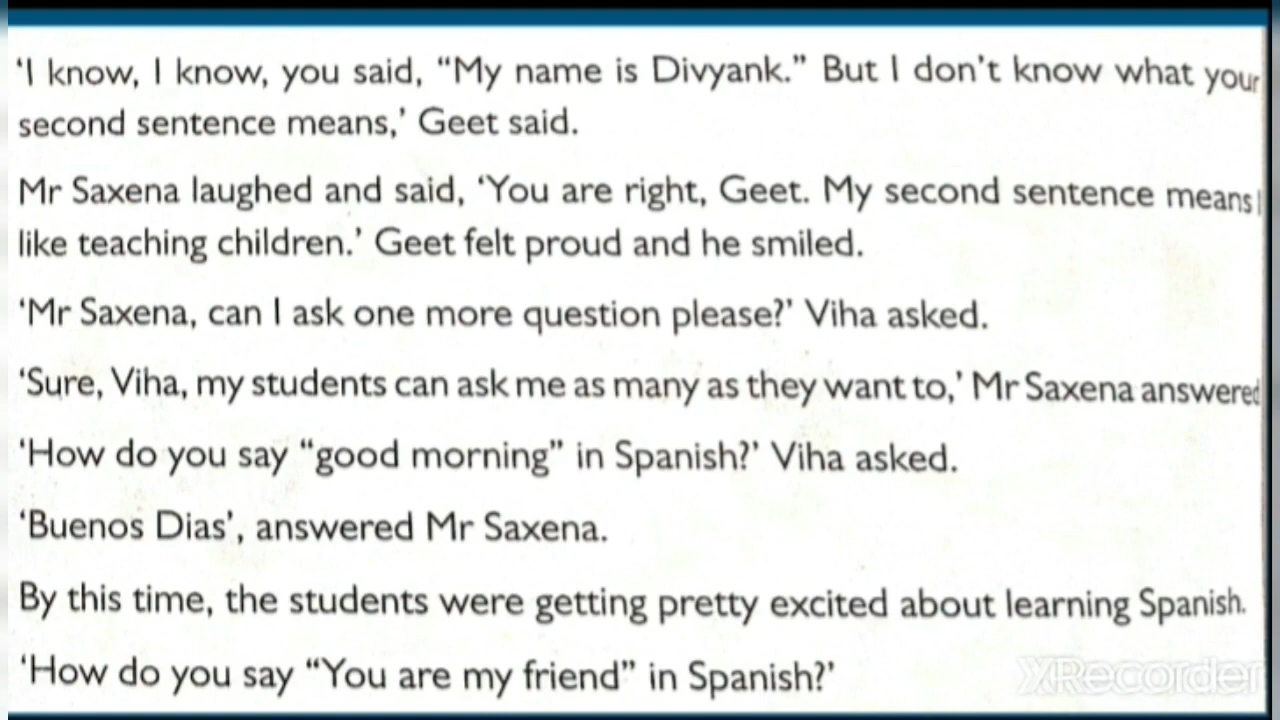 ‘I know, I know, you said, “My name is Divyank.” But I don’t know what your
second sentence means,’ Geet said.
Mr Saxena laughed and said, ‘You are right, Geet. My second sentence means I
like teaching children.’ Geet felt proud and he smiled.
‘Mr Saxena, can I ask one more question please?’ Viha asked.
‘Sure, Viha, my students can ask me as many as they want to,’ Mr Saxena answered
‘How do you say “good morning” in Spanish?’ Viha asked.
‘Buenos Dias’, answered Mr Saxena.
By this time, the students were getting pretty excited about learning Spanish.
‘How do you say “You are my friend” in Spanish?’
XRecorder